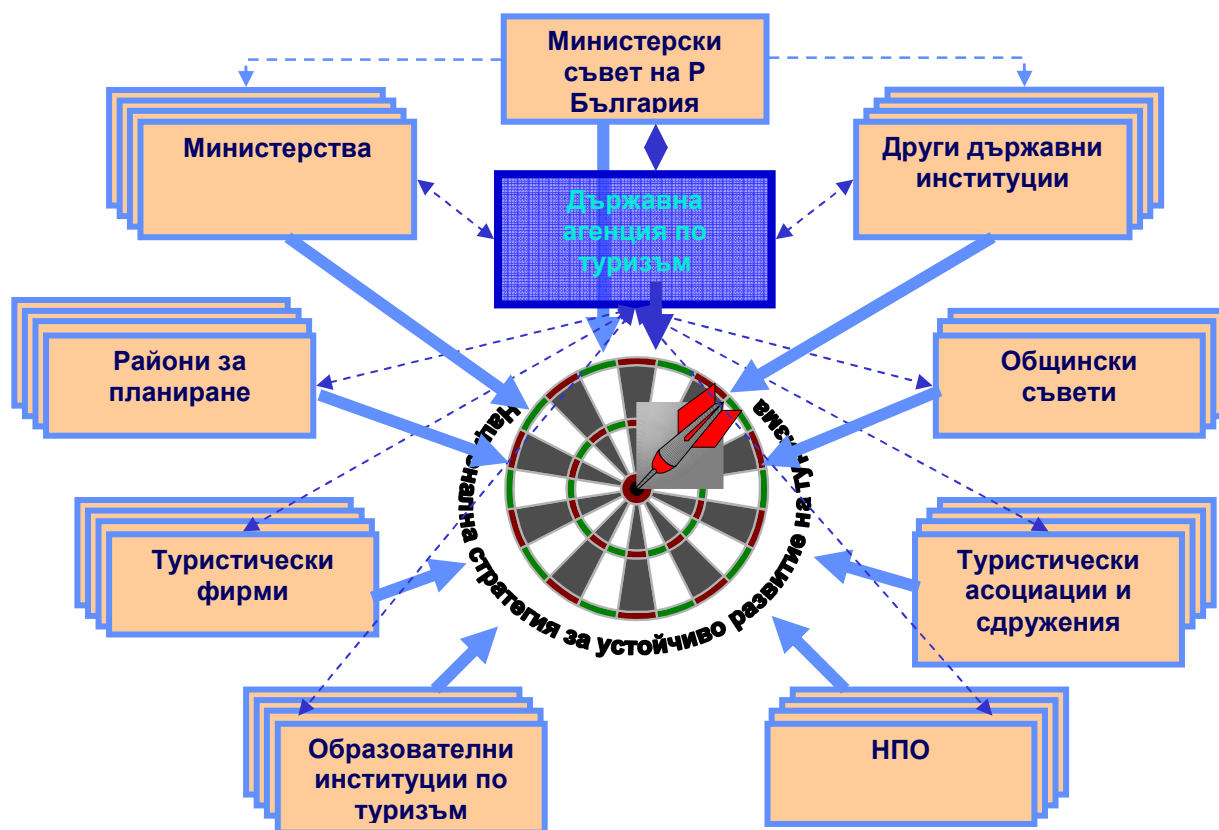 Министерски
съвет на Р
България
Министерства
Други държавни
институции
Държавна
агенция по
туризъм
Райони за
планиране
Общински
съвети
Национална стратегия за устойчиво развитие на туризма
Туристически
фирми
Туристически
асоциации и
сдружения
Образователни
институции по
туризъм
НПО